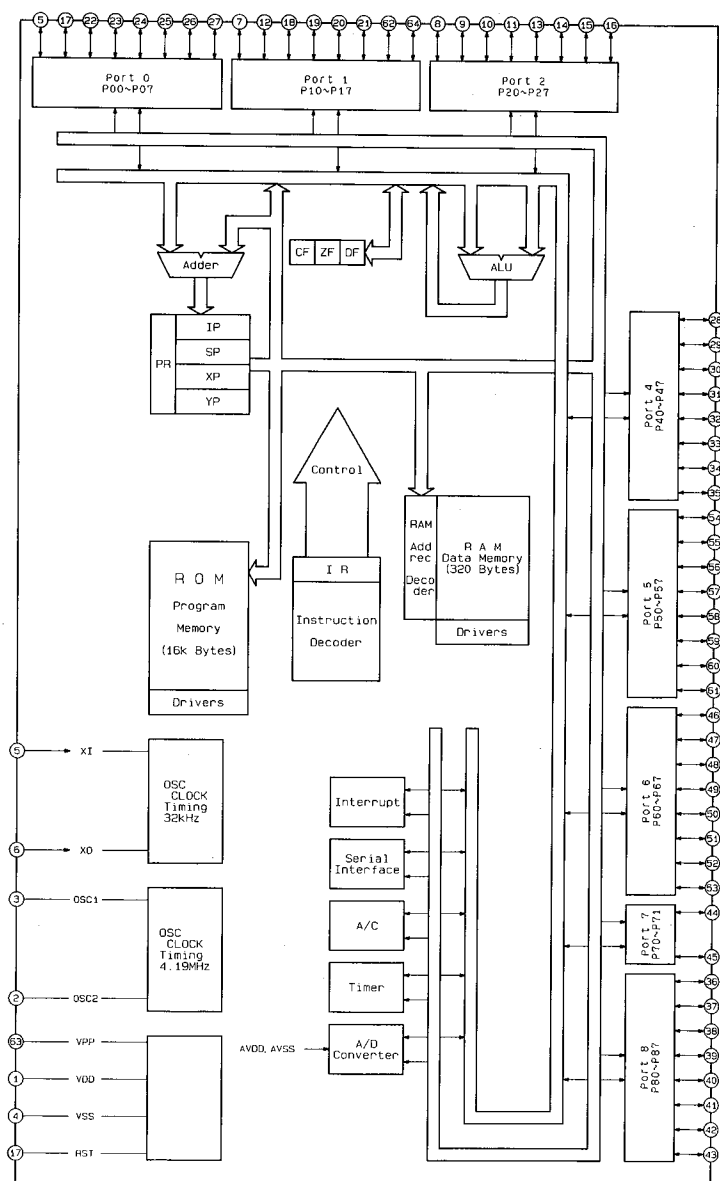 5 17 22 23 24 25 26 27 7 12 18 19 20 21 62 64 8 9 10 11 13 14 15 16
Port 0
P00~P07
Port 1
P10~P17
Port 2
P20~P27
Adder
CF ZF DF
ALU
PR
IP
SP
XP
YP
Control
I R
Instruction
Decoder
ROM
Program
Memory
(16k Bytes)
Drivers
RAM
Add
rec
Decoder
R A M
Data Memory
(320 Bytes)
Drivers
Port 4
P40~P47
28
29
30
31
32
33
34
35
Port 5
P50~P57
54
55
56
57
58
59
60
61
Port 6
P60~P67
46
47
48
49
50
51
52
53
Port 7
P70~P71
44
45
Port 8
P80~P87
36
37
38
39
40
41
42
43
5 XI
6 XO
OSC
CLOCK
Timing
32kHz
3 OSC1
2 OSC2
OSC
CLOCK
Timing
4.19MHz
63 VPP
1 VDD
4 VSS
17 RST
Interrupt
Serial
Interface
A/C
Timer
AVDD, AVSS
A/D
Converter